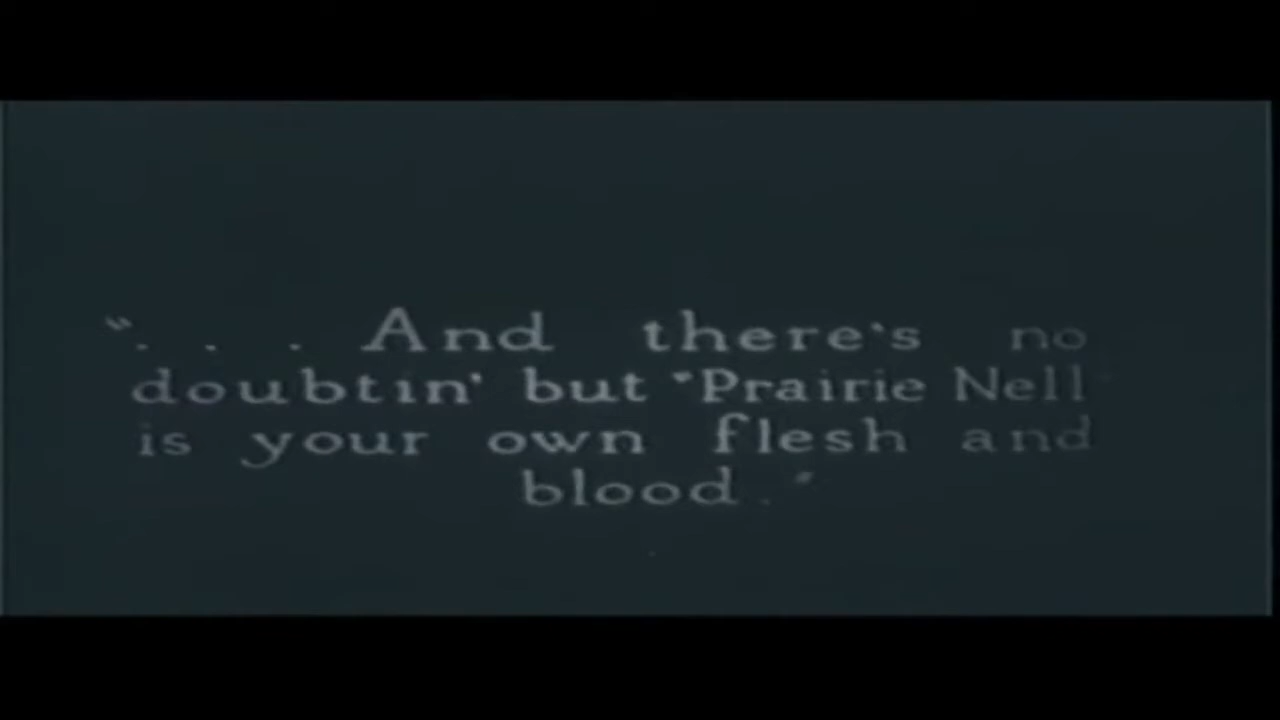 “. . . And there's no
doubtin' but "Prairie Nell"
is your own flesh and
blood."